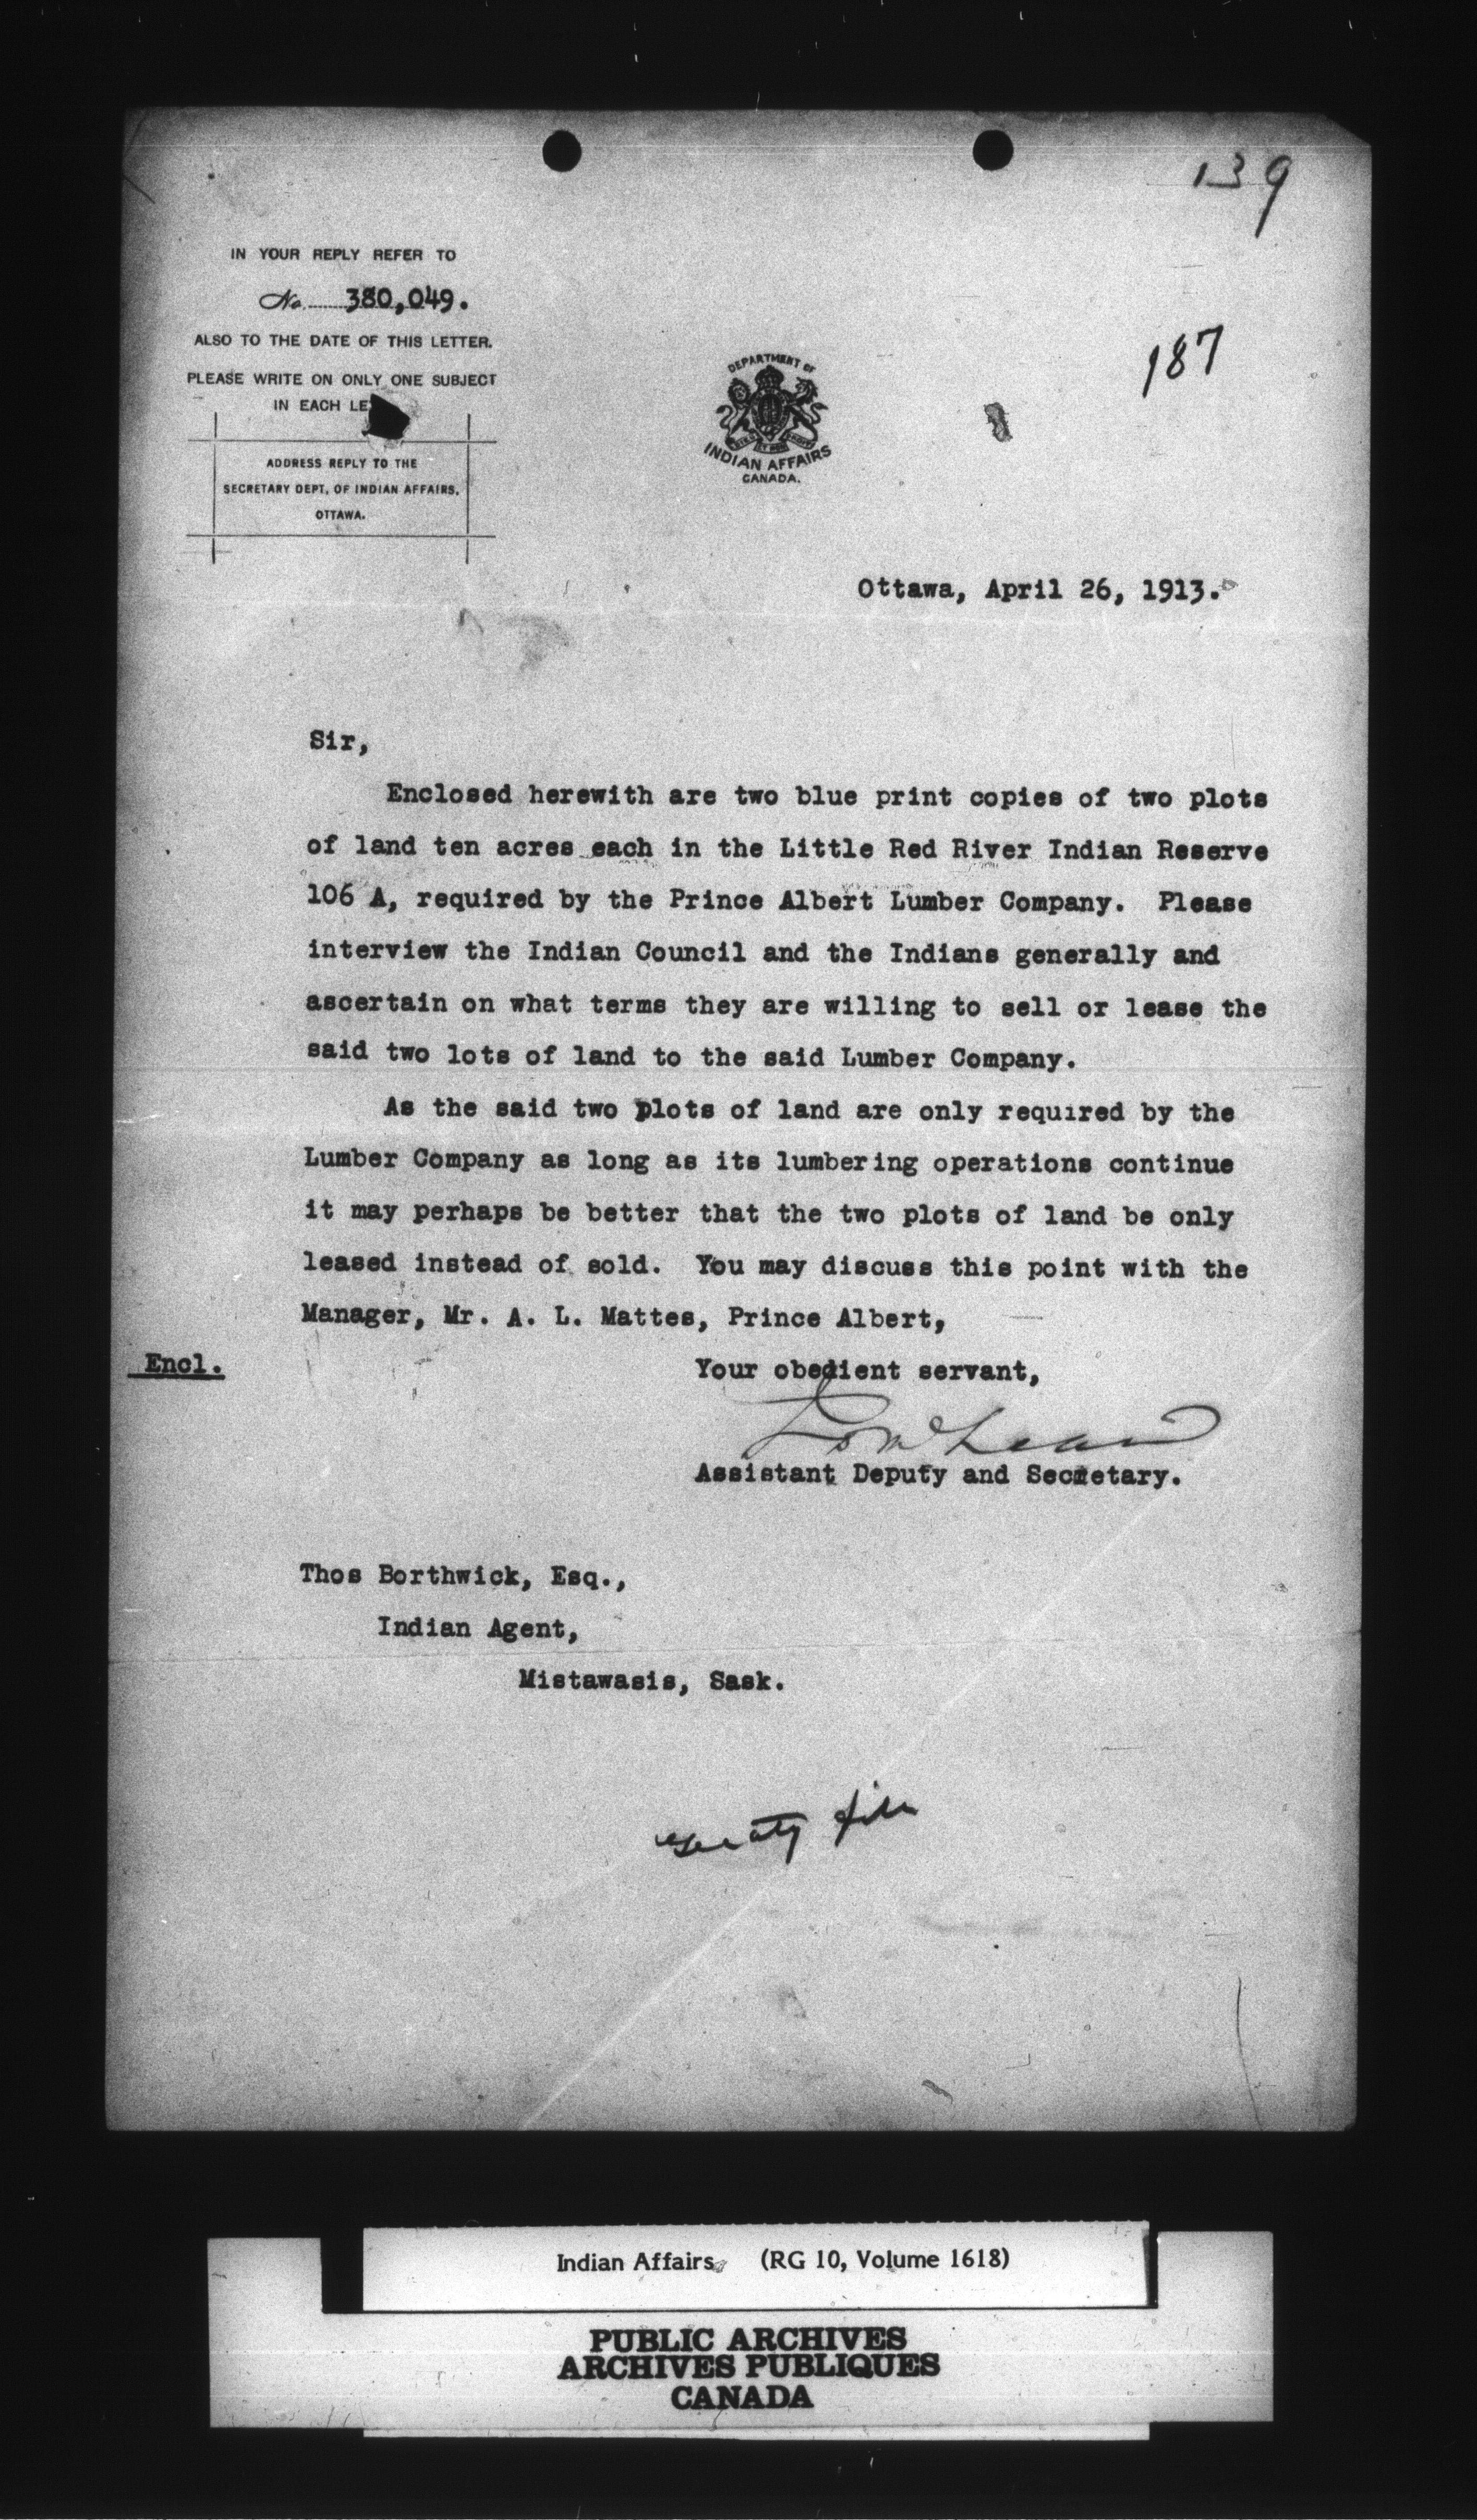 139
IN YOUR REPLY REFER TO
No. 380,049.
ALSO TO THE DATE OF THIS LETTER.
PLEASE WRITE ON ONLY ONE SUBJECT
IN EACH LE
187
ADDRESS REPLY TO THE
SECRETARY DEPT. OF INDIAN AFFAIRS,
OTTAWA.
DEPARTMENT OF
INDIAN AFFAIRS
CANADA.
Ottawa, April 26, 1913.
Sir,
Enclosed herewith are two blue print copies of two plots
of land ten acres each in the Little Red River Indian Reserve
106 A, required by the Prince Albert Lumber Company. Please
interview the Indian Council and the Indians generally and
ascertain on what terms they are willing to sell or lease the
said two lots of land to the said Lumber Company.
As the said two plots of land are only required by the
Lumber Company as long as its lumbering operations continue
it may perhaps be better that the two plots of land be only
leased instead of sold. You may discuss this point with the
Manager, Mr. A. L. Mattes, Prince Albert,
Encl.
Your obedient servant,
Assistant Deputy and Secretary.
Thos Borthwick, Esq.,
Indian Agent,
Mistawasis, Sask.
Treaty file
Indian Affairs. (RG 10, Volume 1618)
PUBLIC ARCHIVES
ARCHIVES PUBLIQUES
CANADA